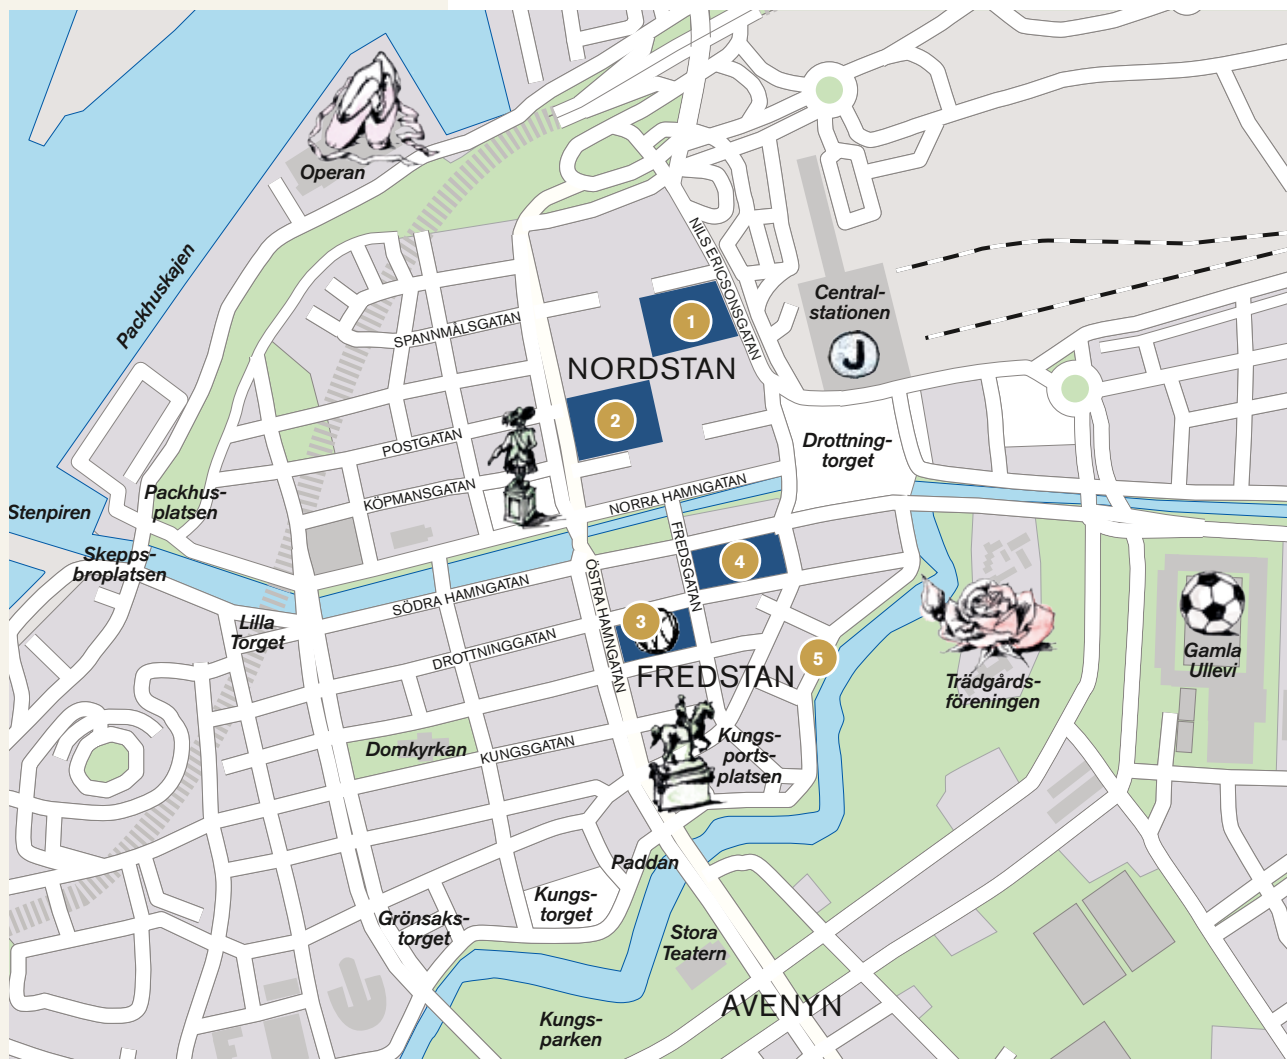 Operan
Packhuskajen
NILS ERICSONSGATAN
Central-
stationen
J
1
SPANNMÅLSGATAN
NORDSTAN
2
POSTGATAN
Drottning-
torget
KÖPMANSGATAN
NORRA HAMNGATAN
Packhus-
platsen
Stenpiren
Skepps-
broplatsen
FREDSGATAN
4
ÖSTRA HAMNGATAN
SÖDRA HAMNGATAN
Lilla
Torget
3
DROTTNINGGATAN
5
FREDSTAN
Gamla
Ullevi
Trädgårds-
föreningen
Domkyrkan
KUNGSGATAN
Kungs-
ports-
platsen
Paddan
Kungs-
torget
Grönsaks-
torget
Stora
Teatern
AVENYN
Kungs-
parken